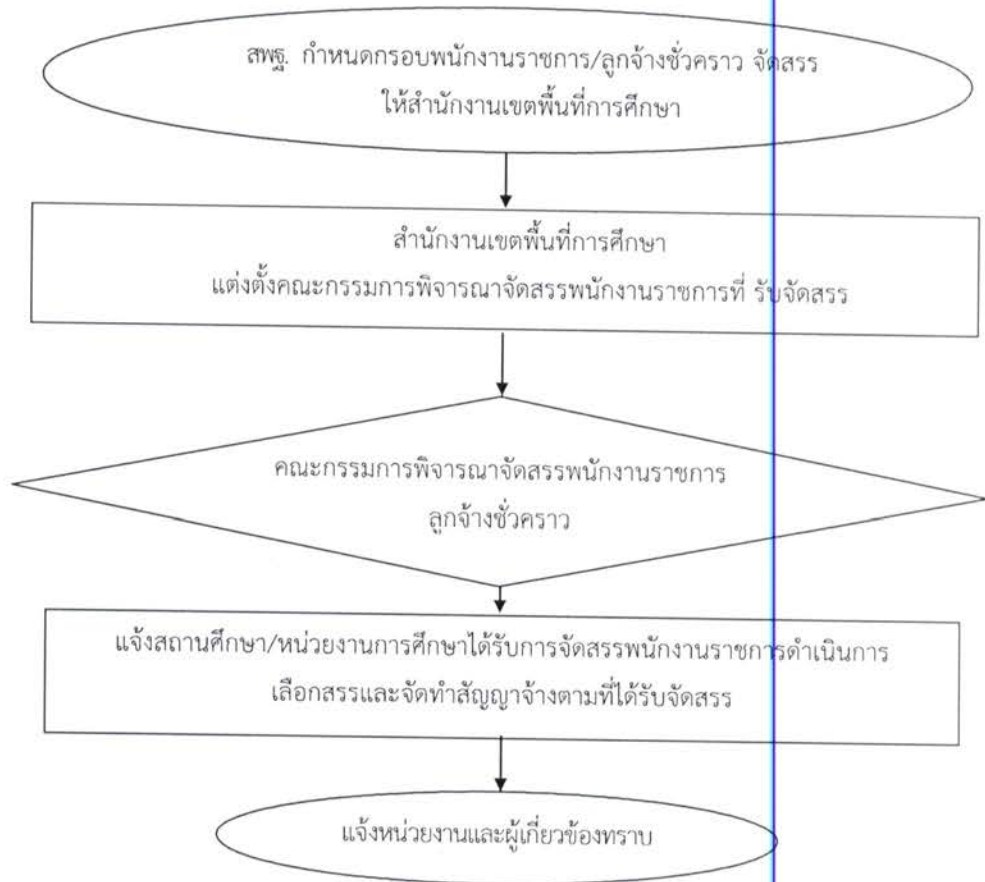 สพฐ. กำหนดกรอบพนักงานราชการ/ลูกจ้างชั่วคราว จัดสรร
ให้สำนักงานเขตพื้นที่การศึกษา
สำนักงานเขตพื้นที่การศึกษา
แต่งตั้งคณะกรรมการพิจารณาจัดสรรพนักงานราชการที่ รับจัดสรร
คณะกรรมการพิจารณาจัดสรรพนักงานราชการ
ลูกจ้างชั่วคราว
แจ้งสถานศึกษา/หน่วยงานการศึกษาได้รับการจัดสรรพนักงานราชการดำเนินการ
เลือกสรรและจัดทำสัญญาจ้างตามที่ได้รับจัดสรร
แจ้งหน่วยงานและผู้เกี่ยวข้องทราบ